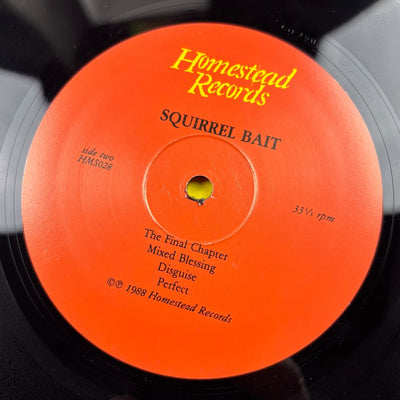 Homestead
Records
SQUIRREL BAIT
side two
HMS028
33⅓ rpm
The Final Chapter
Mixed Blessing
Disguise
Perfect
©℗ 1988 Homestead Records